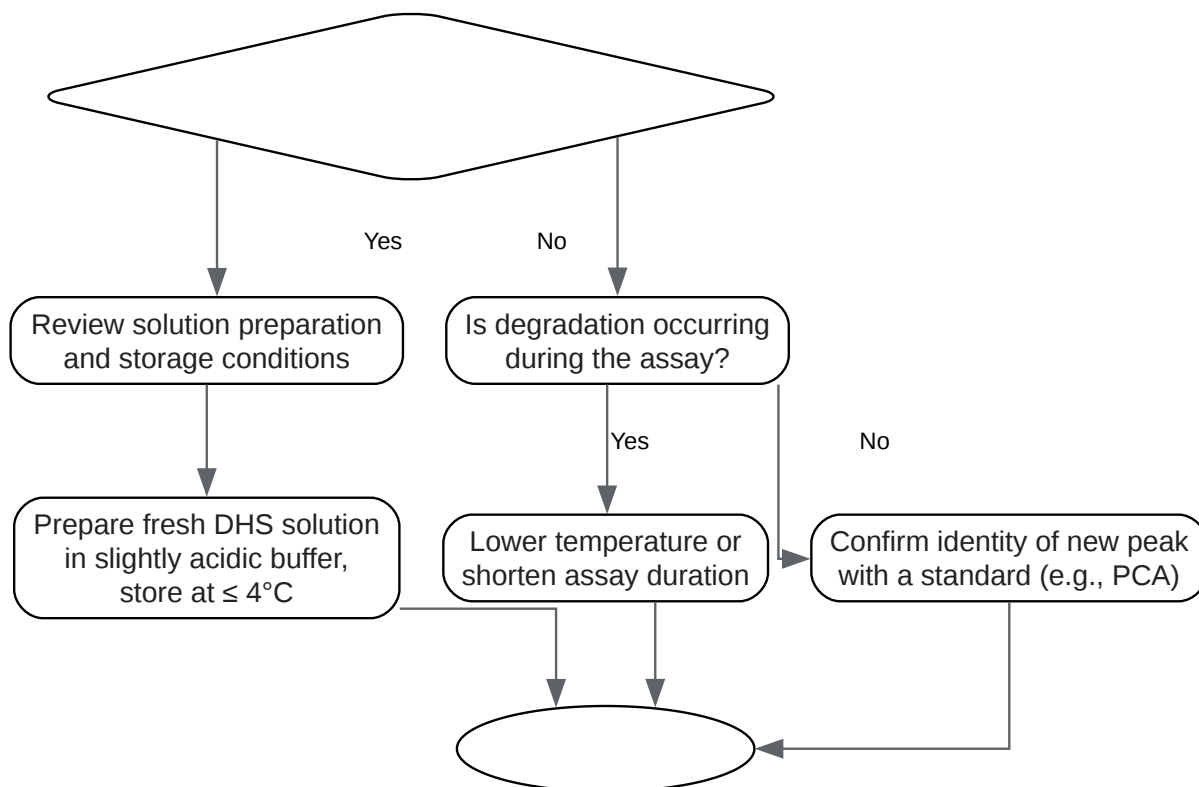 Yes
No
Review solution preparation
and storage conditions
Is degradation occurring
during the assay?
Yes
No
Prepare fresh DHS solution
in slightly acidic buffer,
store at ≤ 4°C
Lower temperature or
shorten assay duration
Confirm identity of new peak
with a standard (e.g., PCA)